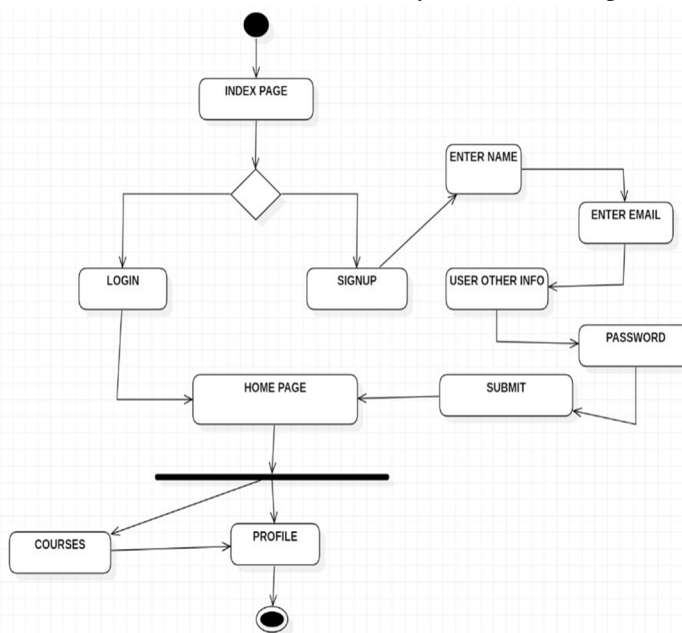 INDEX PAGE
ENTER NAME
ENTER EMAIL
LOGIN
SIGNUP
USER OTHER INFO
PASSWORD
HOME PAGE
SUBMIT
COURSES
PROFILE